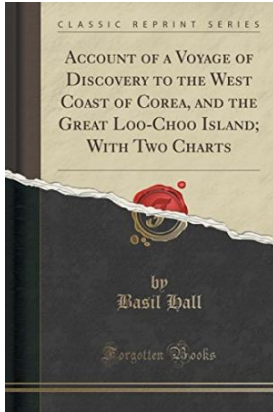 CLASSIC REPRINT SERIES
ACCOUNT OF A VOYAGE OF
DISCOVERY TO THE WEST
COAST OF COREA, AND THE
GREAT LOO-CHOO ISLAND;
WITH TWO CHARTS
by
Basil Hall
Forgotten Books